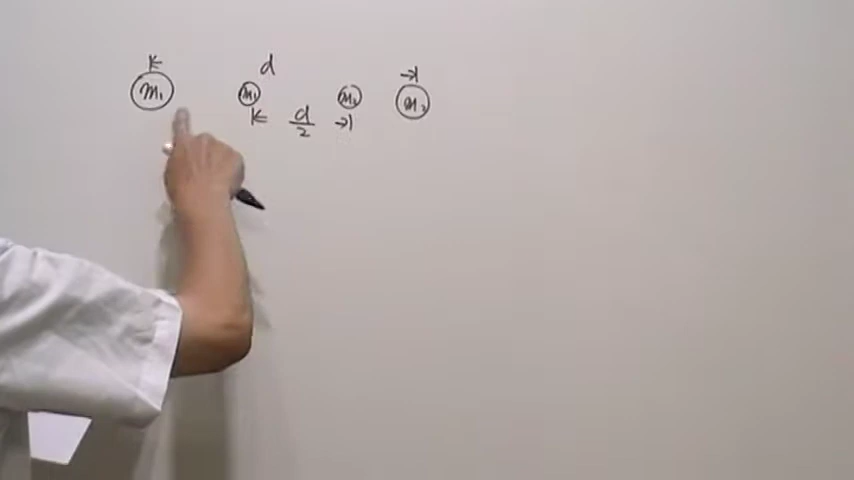 d
m₁ m₁ m₂ m₂
d/2